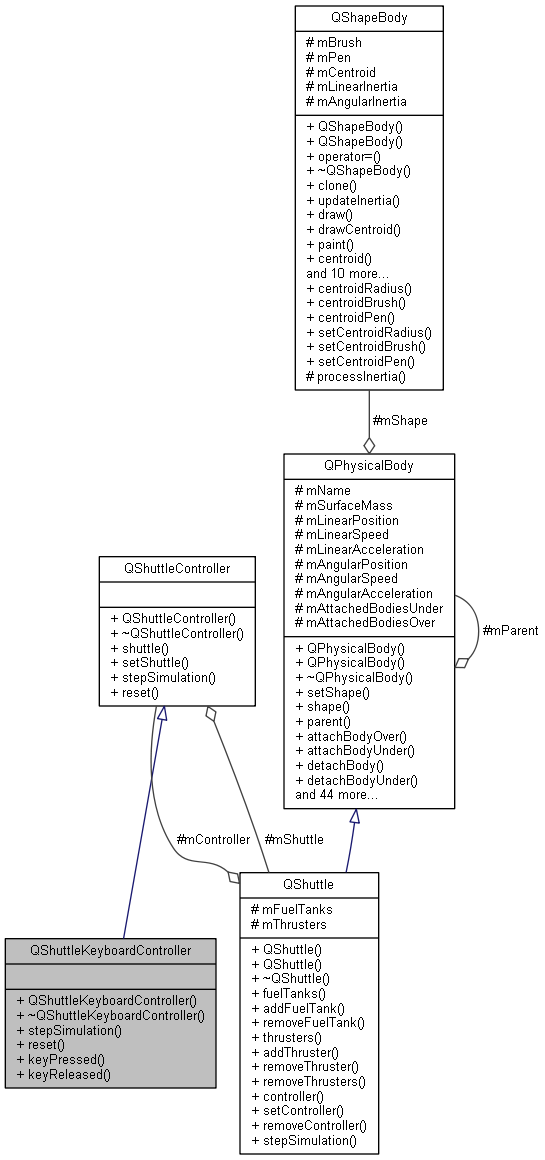 QShapeBody
# mBrush
# mPen
# mCentroid
# mLinearInertia
# mAngularInertia
+ QShapeBody()
+ QShapeBody()
+ operator=()
+ ~QShapeBody()
+ clone()
+ updateInertia()
+ draw()
+ drawCentroid()
+ paint()
+ centroid()
and 10 more...
+ centroidRadius()
+ centroidBrush()
+ centroidPen()
+ setCentroidRadius()
+ setCentroidBrush()
+ setCentroidPen()
# processInertia()
#mShape
QPhysicalBody
# mName
# mSurfaceMass
# mLinearPosition
# mLinearSpeed
# mLinearAcceleration
# mAngularPosition
# mAngularSpeed
# mAngularAcceleration
# mAttachedBodiesUnder
# mAttachedBodiesOver
+ QPhysicalBody()
+ QPhysicalBody()
+ ~QPhysicalBody()
+ setShape()
+ shape()
+ parent()
+ attachBodyOver()
+ attachBodyUnder()
+ detachBody()
+ detachBodyUnder()
and 44 more...
#mParent
QShuttleController
+ QShuttleController()
+ ~QShuttleController()
+ shuttle()
+ setShuttle()
+ stepSimulation()
+ reset()
#mController
#mShuttle
QShuttle
# mFuelTanks
# mThrusters
+ QShuttle()
+ QShuttle()
+ ~QShuttle()
+ fuelTanks()
+ addFuelTank()
+ removeFuelTank()
+ thrusters()
+ addThruster()
+ removeThruster()
+ removeThrusters()
+ controller()
+ setController()
+ removeController()
+ stepSimulation()
QShuttleKeyboardController
+ QShuttleKeyboardController()
+ ~QShuttleKeyboardController()
+ stepSimulation()
+ reset()
+ keyPressed()
+ keyReleased()